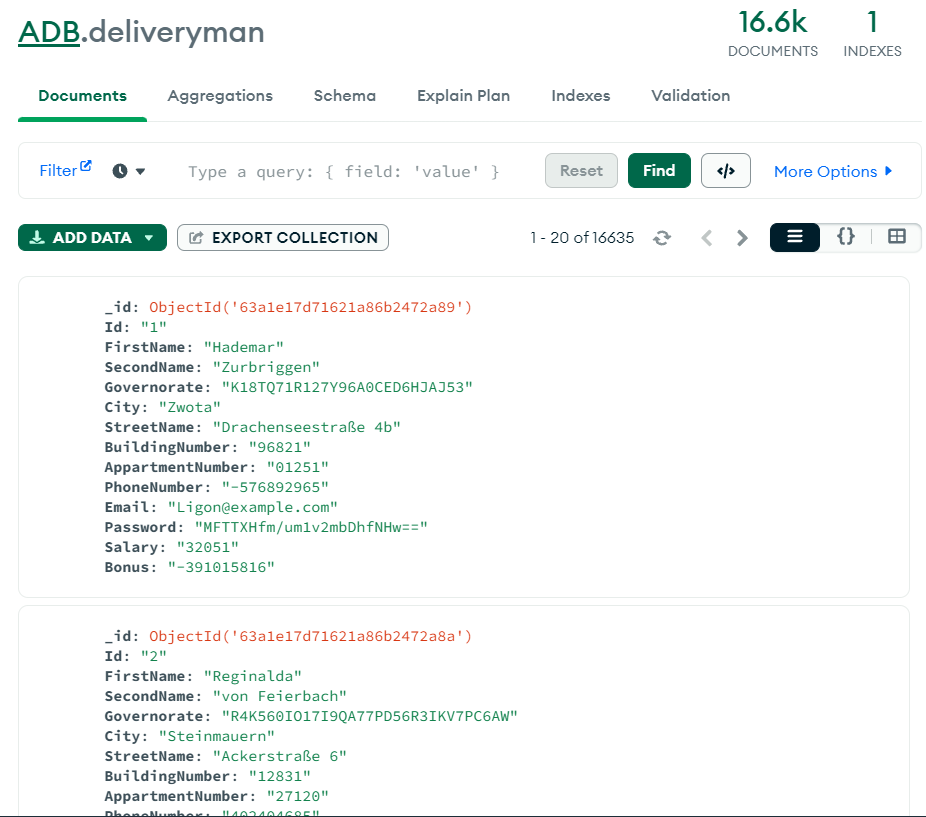 ADB.deliveryman
16.6k
DOCUMENTS
1
INDEXES
Documents Aggregations Schema Explain Plan Indexes Validation
Filter Type a query: { field: 'value' } Reset Find </> More Options
ADD DATA EXPORT COLLECTION 1 - 20 of 16635 {}
_id: ObjectId('63a1e17d71621a86b2472a89')
Id: "1"
FirstName: "Hademar"
SecondName: "Zurbriggen"
Governorate: "K18TQ71R127Y96A0CED6HJAJ53"
City: "Zwota"
StreetName: "Drachenseestraße 4b"
BuildingNumber: "96821"
AppartmentNumber: "01251"
PhoneNumber: "-576892965"
Email: "Ligon@example.com"
Password: "MFTTXHfm/um1v2mbDhfNHw=="
Salary: "32051"
Bonus: "-391015816"
_id: ObjectId('63a1e17d71621a86b2472a8a')
Id: "2"
FirstName: "Reginalda"
SecondName: "von Feierbach"
Governorate: "R4K560IO17I9QA77PD56R3IKV7PC6AW"
City: "Steinmauern"
StreetName: "Ackerstraße 6"
BuildingNumber: "12831"
AppartmentNumber: "27120"
PhoneNumber: "402404685"